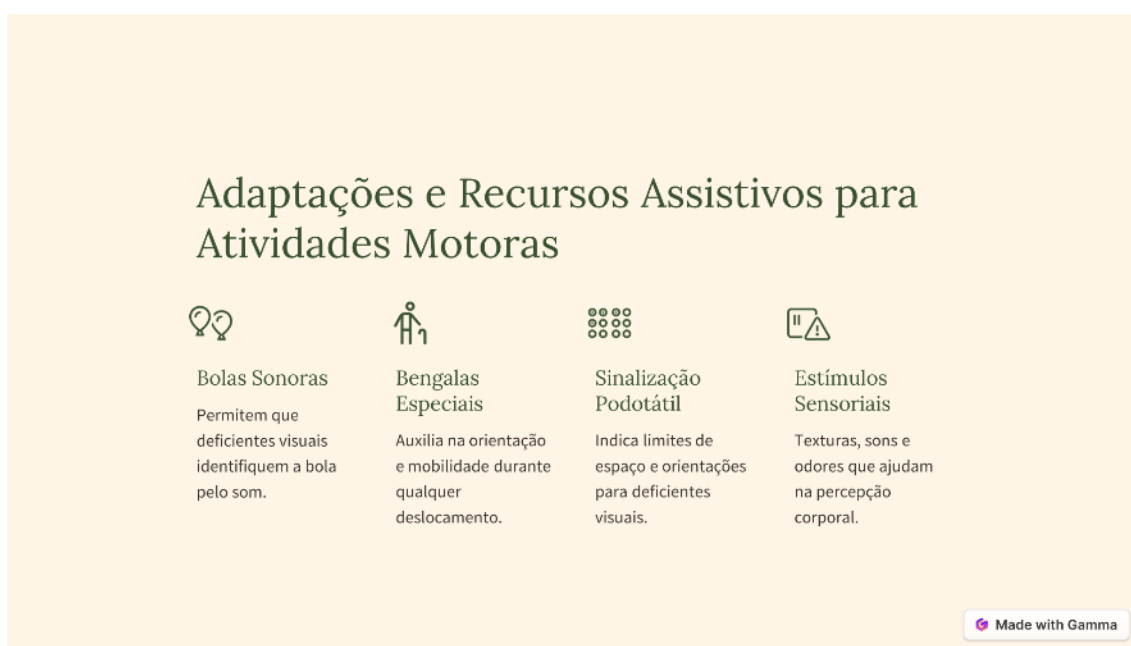 Adaptações e Recursos Assistivos para
Atividades Motoras
Bolas Sonoras
Permitem que
deficientes visuais
identifiquem a bola
pelo som.
Bengalas
Especiais
Auxilia na orientação
e mobilidade durante
qualquer
deslocamento.
Sinalização
Podotátil
Indica limites de
espaço e orientações
para deficientes
visuais.
Estímulos
Sensoriais
Texturas, sons e
odores que ajudam
na percepção
corporal.
Made with Gamma